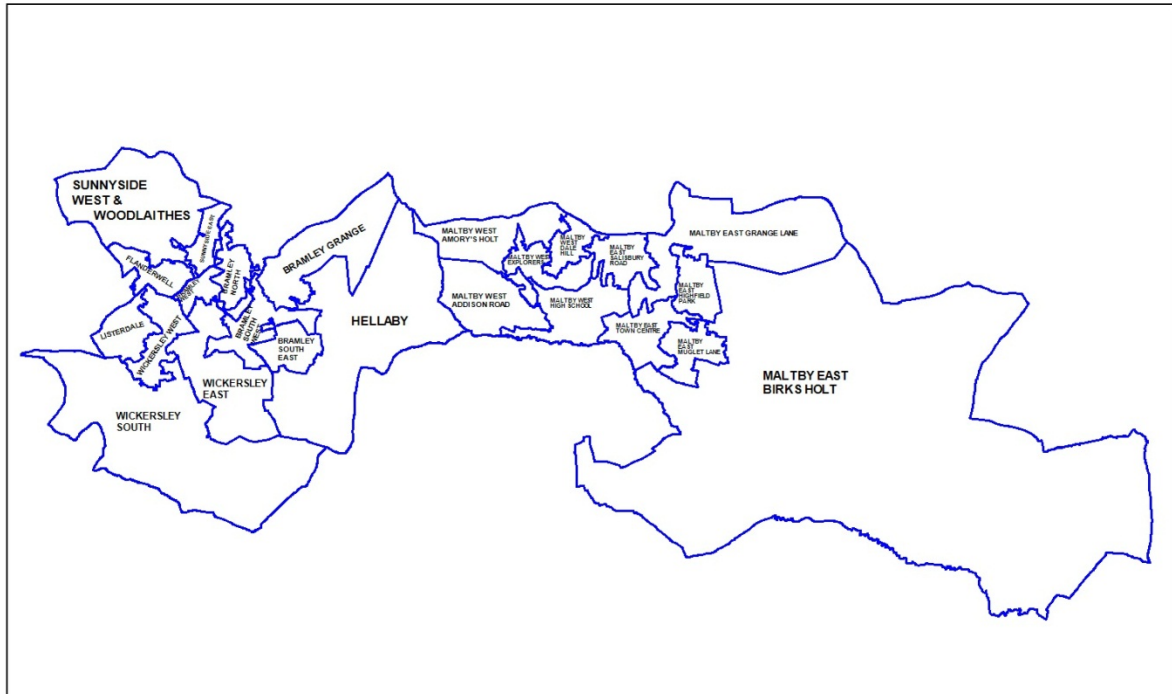 SUNNYSIDE
WEST &
WOODLAITHES
SUNNYSIDE EAST
FLANDERWELL
BRAMLEY
NORTH
BRAMLEY GRANGE
LISTERDALE
WICKERSLEY WEST
BRAMLEY
SOUTH
WEST
BRAMLEY
SOUTH
EAST
WICKERSLEY
EAST
WICKERSLEY
SOUTH
HELLABY
MALTBY WEST
AMORY'S HOLT
MALTBY WEST
EXPLORERS
MALTBY
WEST
DALE
HILL
MALTBY
EAST
SALISBURY
ROAD
MALTBY EAST GRANGE LANE
MALTBY WEST
ADDISON ROAD
MALTBY WEST
HIGH SCHOOL
MALTBY
EAST
HIGHFIELD
PARK
MALTBY EAST
TOWN CENTRE
MALTBY
EAST
MUGLET LANE
MALTBY EAST
BIRKS HOLT